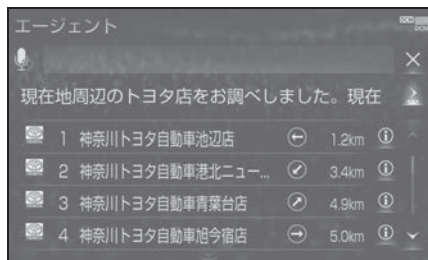 エージェント
現在地周辺のトヨタ店をお調べしました。現在
1 神奈川トヨタ自動車池辺店 1.2km
2 神奈川トヨタ自動車港北ニュー... 3.4km
3 神奈川トヨタ自動車青葉台店 4.9km
4 神奈川トヨタ自動車旭今宿店 5.0km